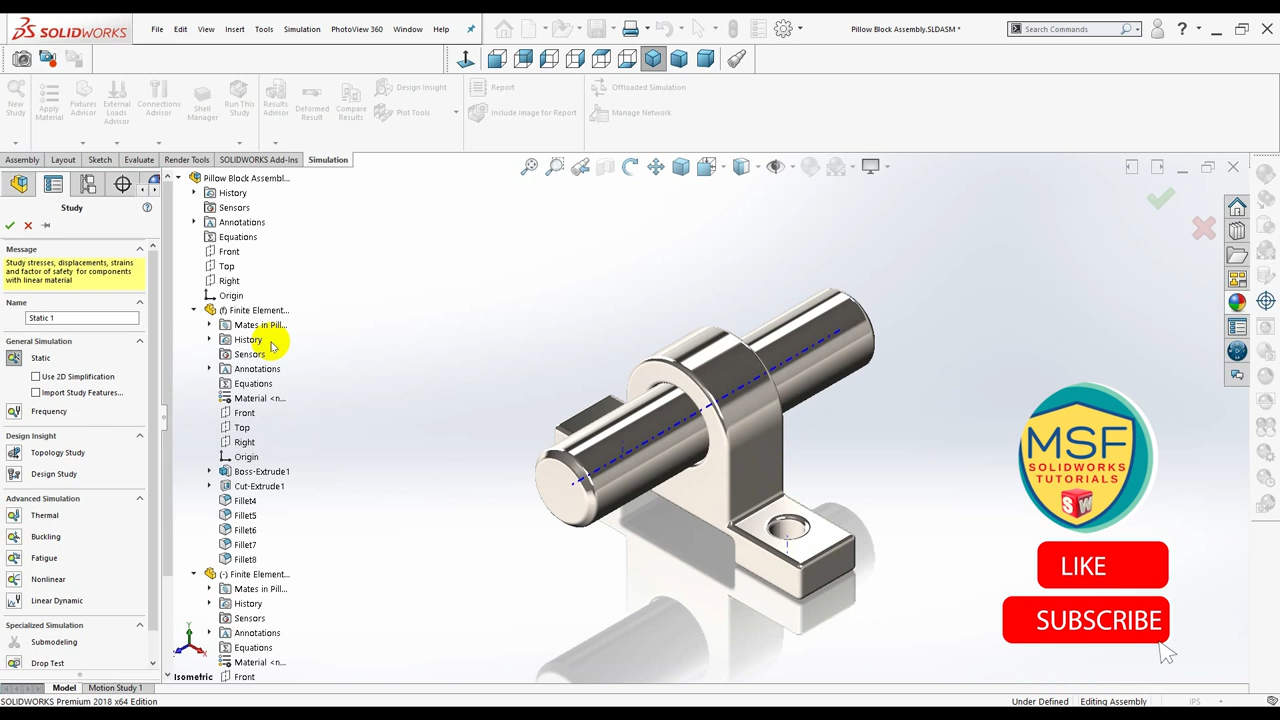 SOLIDWORKS
File Edit View Insert Tools Simulation PhotoView 360 Window Help
Pillow Block Assembly.SLDASM *
Search Commands
?
New Study
Apply Material
Fixtures Advisor
External Loads Advisor
Connections Advisor
Shell Manager
Run This Study
Results Advisor
Deformed Result
Compare Results
Design Insight
Plot Tools
Report
Include Image for Report
Offloaded Simulation
Manage Network
Assembly Layout Sketch Evaluate Render Tools SOLIDWORKS Add-Ins Simulation
Study
Message
Study stresses, displacements, strains
and factor of safety for components
with linear material
Name
Static 1
General Simulation
Static
Use 2D Simplification
Import Study Features...
Frequency
Design Insight
Topology Study
Design Study
Advanced Simulation
Thermal
Buckling
Fatigue
Nonlinear
Linear Dynamic
Specialized Simulation
Submodeling
Drop Test
Pillow Block Assembl...
History
Sensors
Annotations
Equations
Front
Top
Right
Origin
(f) Finite Element...
Mates in Pill...
History
Sensors
Annotations
Equations
Material <n...
Front
Top
Right
Origin
Boss-Extrude1
Cut-Extrude1
Fillet4
Fillet5
Fillet6
Fillet7
Fillet8
(-) Finite Element...
Mates in Pill...
History
Sensors
Annotations
Equations
Material <n...
Front
Y
Isometric
MSF
SOLIDWORKS
TUTORIALS
SW
LIKE
SUBSCRIBE
Model Motion Study 1
SOLIDWORKS Premium 2018 x64 Edition
Under Defined Editing Assembly IPS